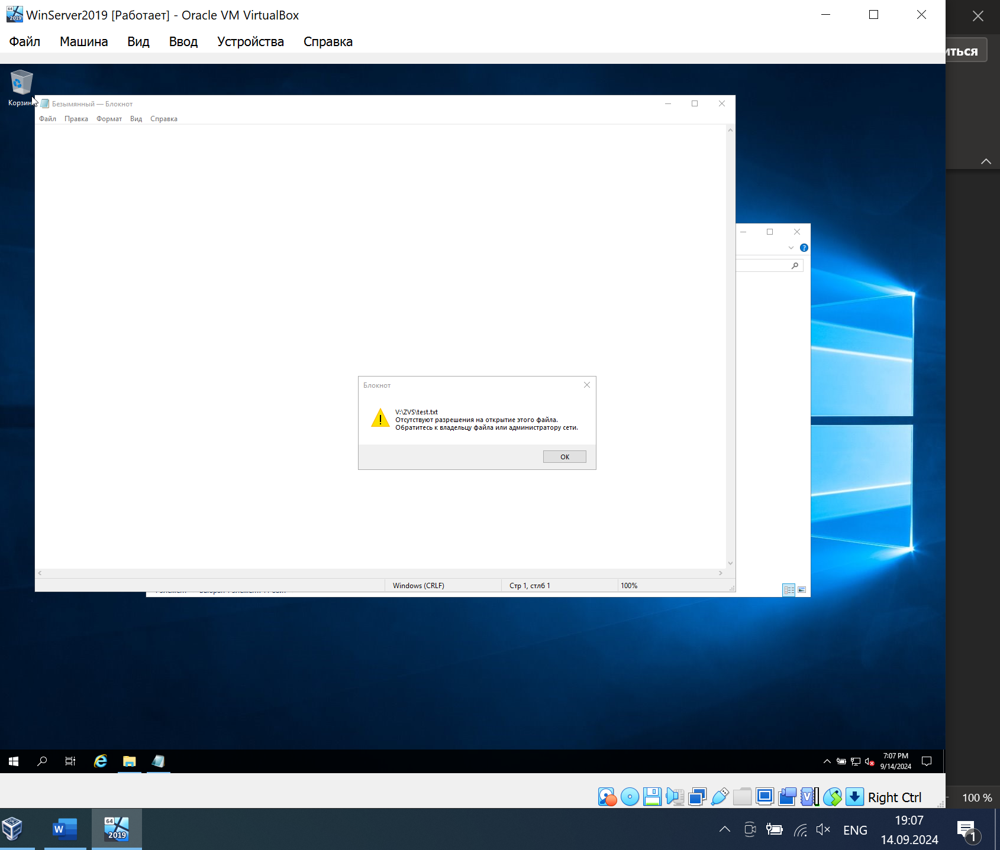 WinServer2019 [Работает] - Oracle VM VirtualBox
Файл Машина Вид Ввод Устройства Справка
иться
Корзин
Безымянный — Блокнот
Файл Правка Формат Вид Справка
Блокнот
V:\ZVS\test.txt
Отсутствуют разрешения на открытие этого файла.
Обратитесь к владельцу файла или администратору сети.
ОК
Windows (CRLF) Стр 1, стлб 1 100%
7:07 PM
9/14/2024
Right Ctrl
100 %
64
2019
ENG
19:07
14.09.2024
1